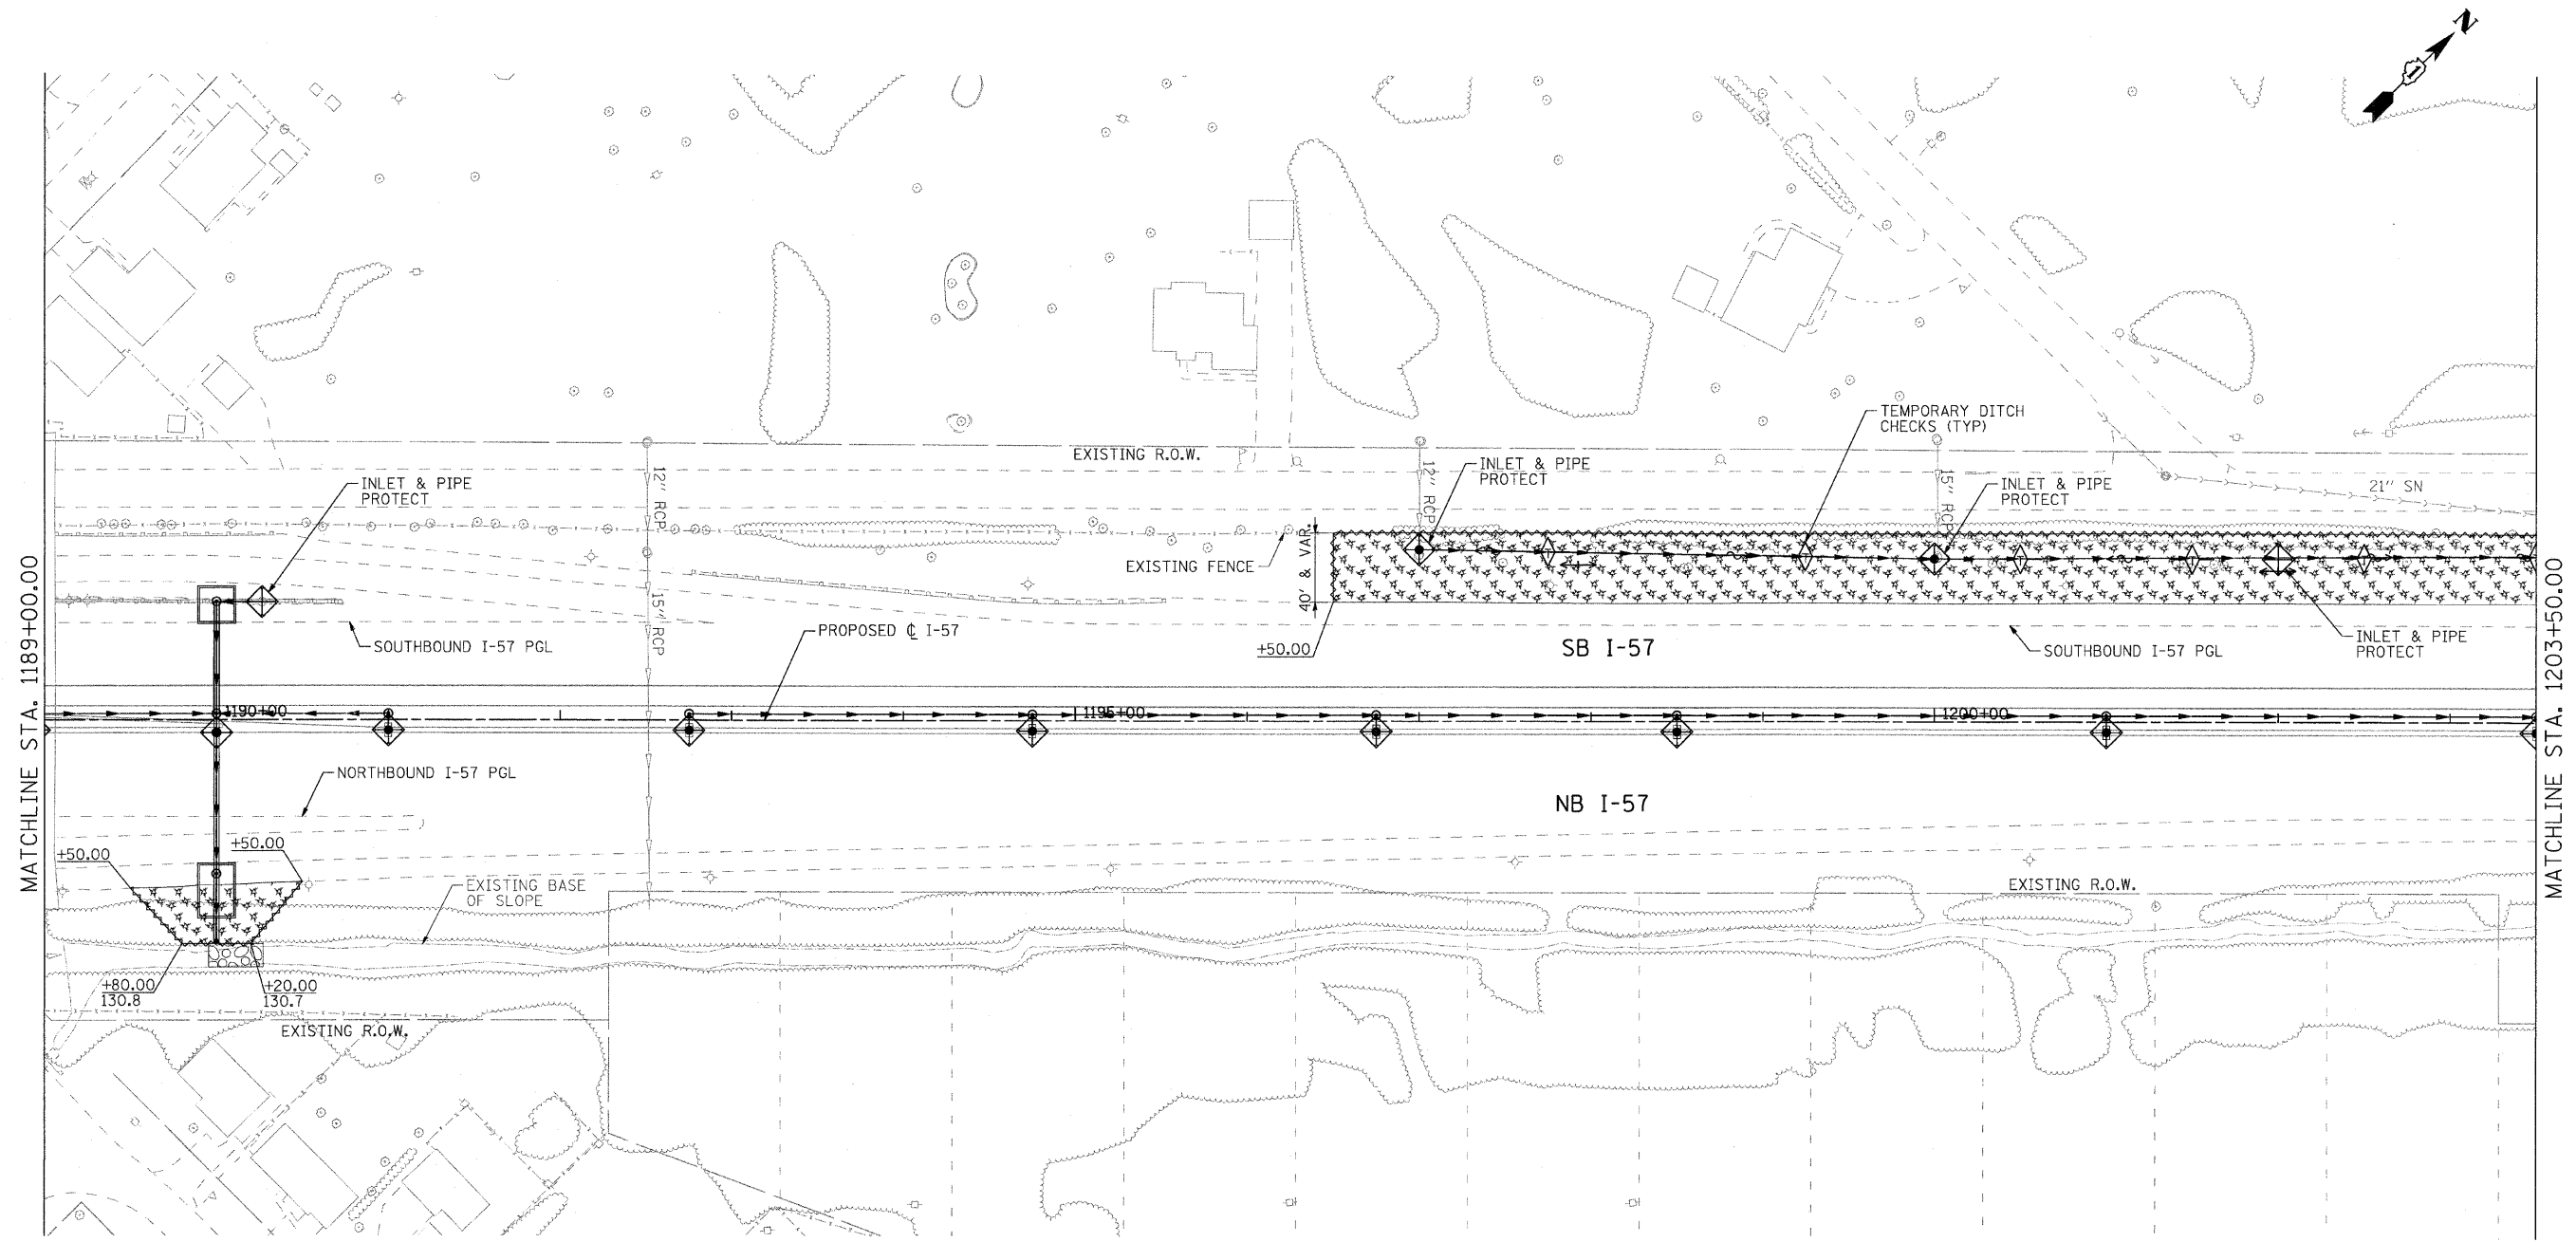 N
MATCHLINE STA. 1189+00.00
MATCHLINE STA. 1203+50.00
TEMPORARY DITCH
CHECKS (TYP)
EXISTING R.O.W.
INLET & PIPE
PROTECT
12" RCP
12" RCP
INLET & PIPE
PROTECT
15" RCP
INLET & PIPE
PROTECT
21" SN
EXISTING FENCE
40' & VAR.
15" RCP
SOUTHBOUND I-57 PGL
PROPOSED ℄ I-57
+50.00
SB I-57
SOUTHBOUND I-57 PGL
INLET & PIPE
PROTECT
1190+00
1195+00
1200+00
NORTHBOUND I-57 PGL
NB I-57
+50.00
+50.00
EXISTING BASE
OF SLOPE
EXISTING R.O.W.
+80.00
130.8
+20.00
130.7
EXISTING R.O.W.